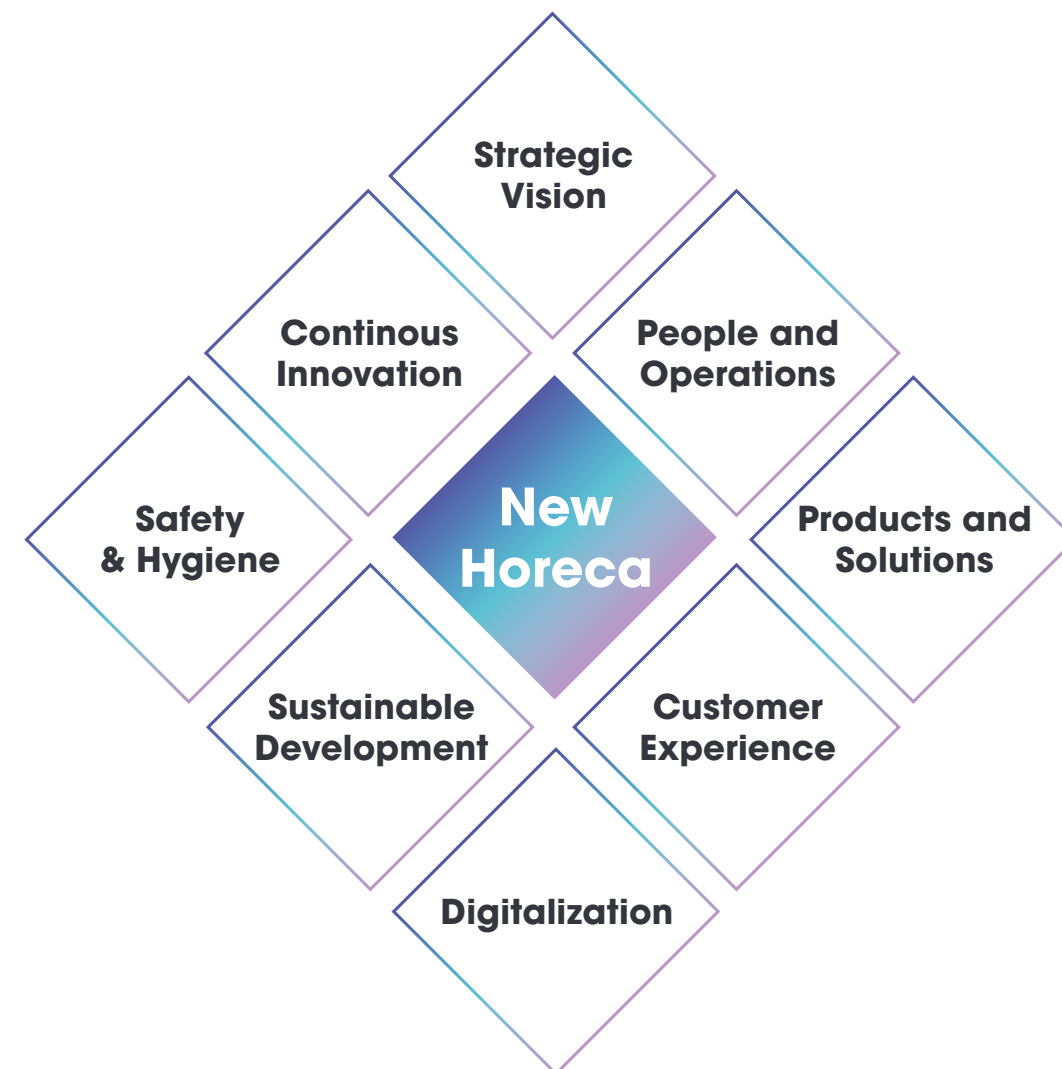 Strategic
Vision
Continous
Innovation
People and
Operations
Safety
& Hygiene
New
Horeca
Products and
Solutions
Sustainable
Development
Customer
Experience
Digitalization